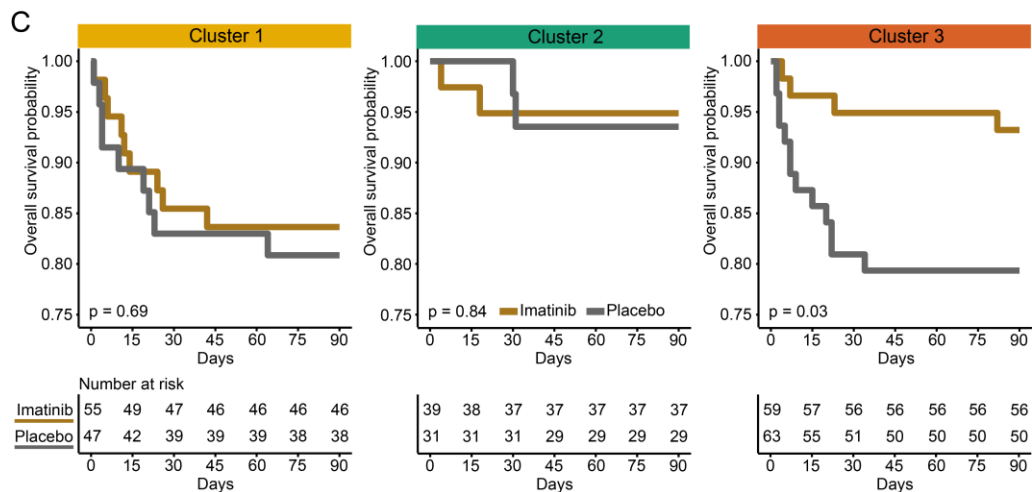 C
Cluster 1
Cluster 2
Cluster 3
Overall survival probability
1.00
0.95
0.90
0.85
0.80
0.75
p = 0.69
0 15 30 45 60 75 90
Days
Overall survival probability
1.00
0.95
0.90
0.85
0.80
0.75
p = 0.84
Imatinib
Placebo
0 15 30 45 60 75 90
Days
Overall survival probability
1.00
0.95
0.90
0.85
0.80
0.75
p = 0.03
0 15 30 45 60 75 90
Days
Number at risk
Imatinib 55 49 47 46 46 46 46
Placebo 47 42 39 39 39 38 38
0 15 30 45 60 75 90
Days
39 38 37 37 37 37 37
31 31 31 29 29 29 29
0 15 30 45 60 75 90
Days
59 57 56 56 56 56 56
63 55 51 50 50 50 50
0 15 30 45 60 75 90
Days